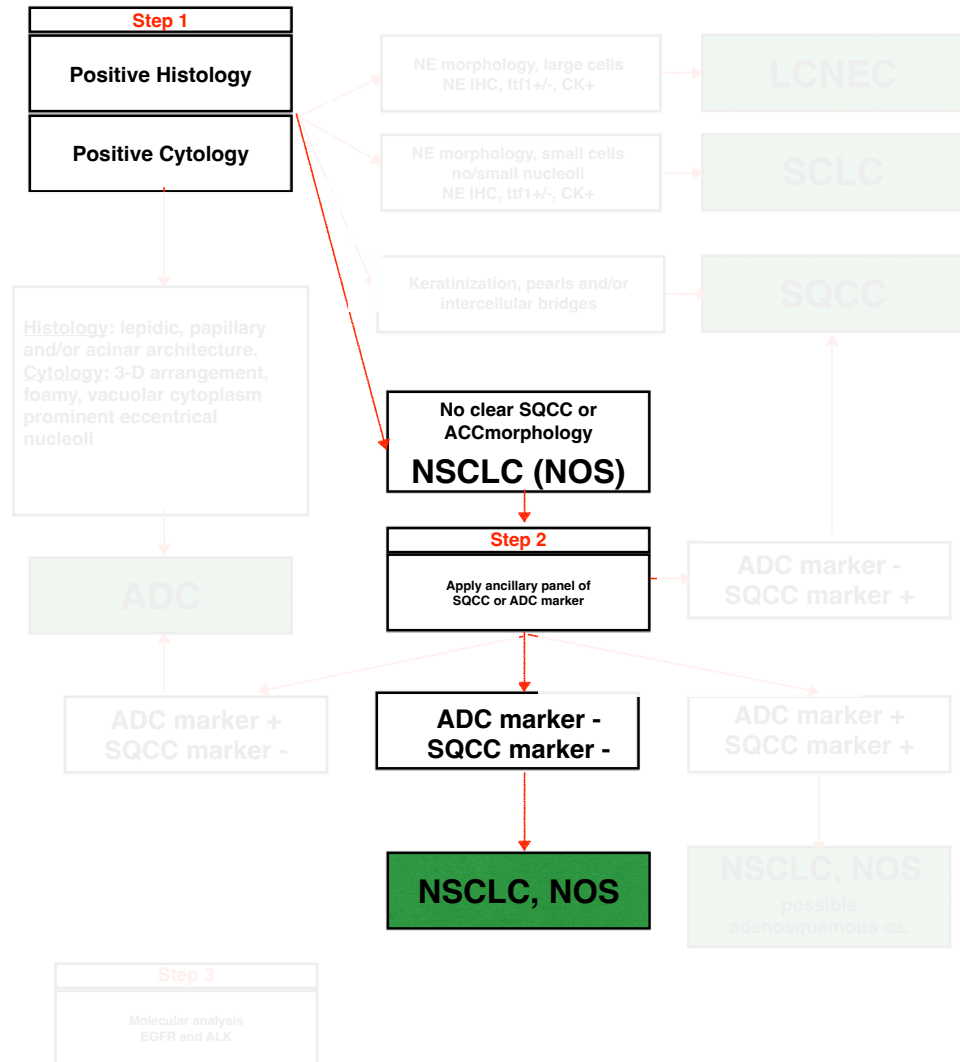 Step 1
Positive Histology
Positive Cytology
NE morphology, large cells
NE IHC, ttf1+/-, CK+
LCNEC
NE morphology, small cells
no/small nucleoli
NE IHC, ttf1+/-, CK+
SCLC
Keratinization, pearls and/or
intercellular bridges
SQCC
Histology: lepidic, papillary
and/or acinar architecture.
Cytology: 3-D arrangement,
foamy, vacuolar cytoplasm
prominent eccentrical
nucleoli
No clear SQCC or
ACCmorphology
NSCLC (NOS)
Step 2
Apply ancillary panel of
SQCC or ADC marker
ADC marker -
SQCC marker +
ADC
ADC marker +
SQCC marker -
ADC marker -
SQCC marker -
ADC marker +
SQCC marker +
NSCLC, NOS
NSCLC, NOS
possible
adenosquamous ca.
Step 3
Molecular analysis
EGFR and ALK